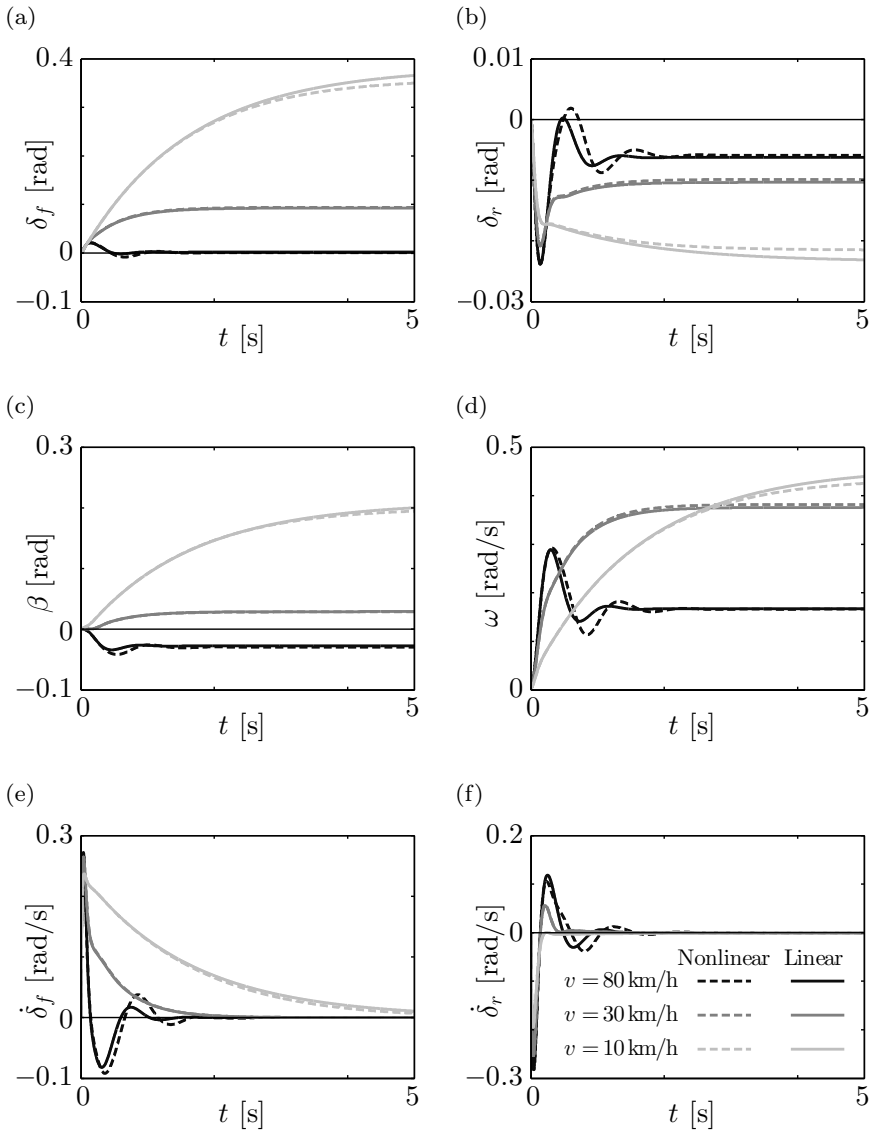 (a)
0.4
δ_f [rad]
0
−0.1
0
5
t [s]
(b)
0.01
0
δ_r [rad]
−0.03
0
5
t [s]
(c)
0.3
β [rad]
0
−0.1
0
5
t [s]
(d)
0.5
ω [rad/s]
0
0
5
t [s]
(e)
0.3
δ̇_f [rad/s]
0
−0.1
0
5
t [s]
(f)
0.2
0
δ̇_r [rad/s]
−0.3
0
5
t [s]
Nonlinear Linear
v = 80 km/h
v = 30 km/h
v = 10 km/h